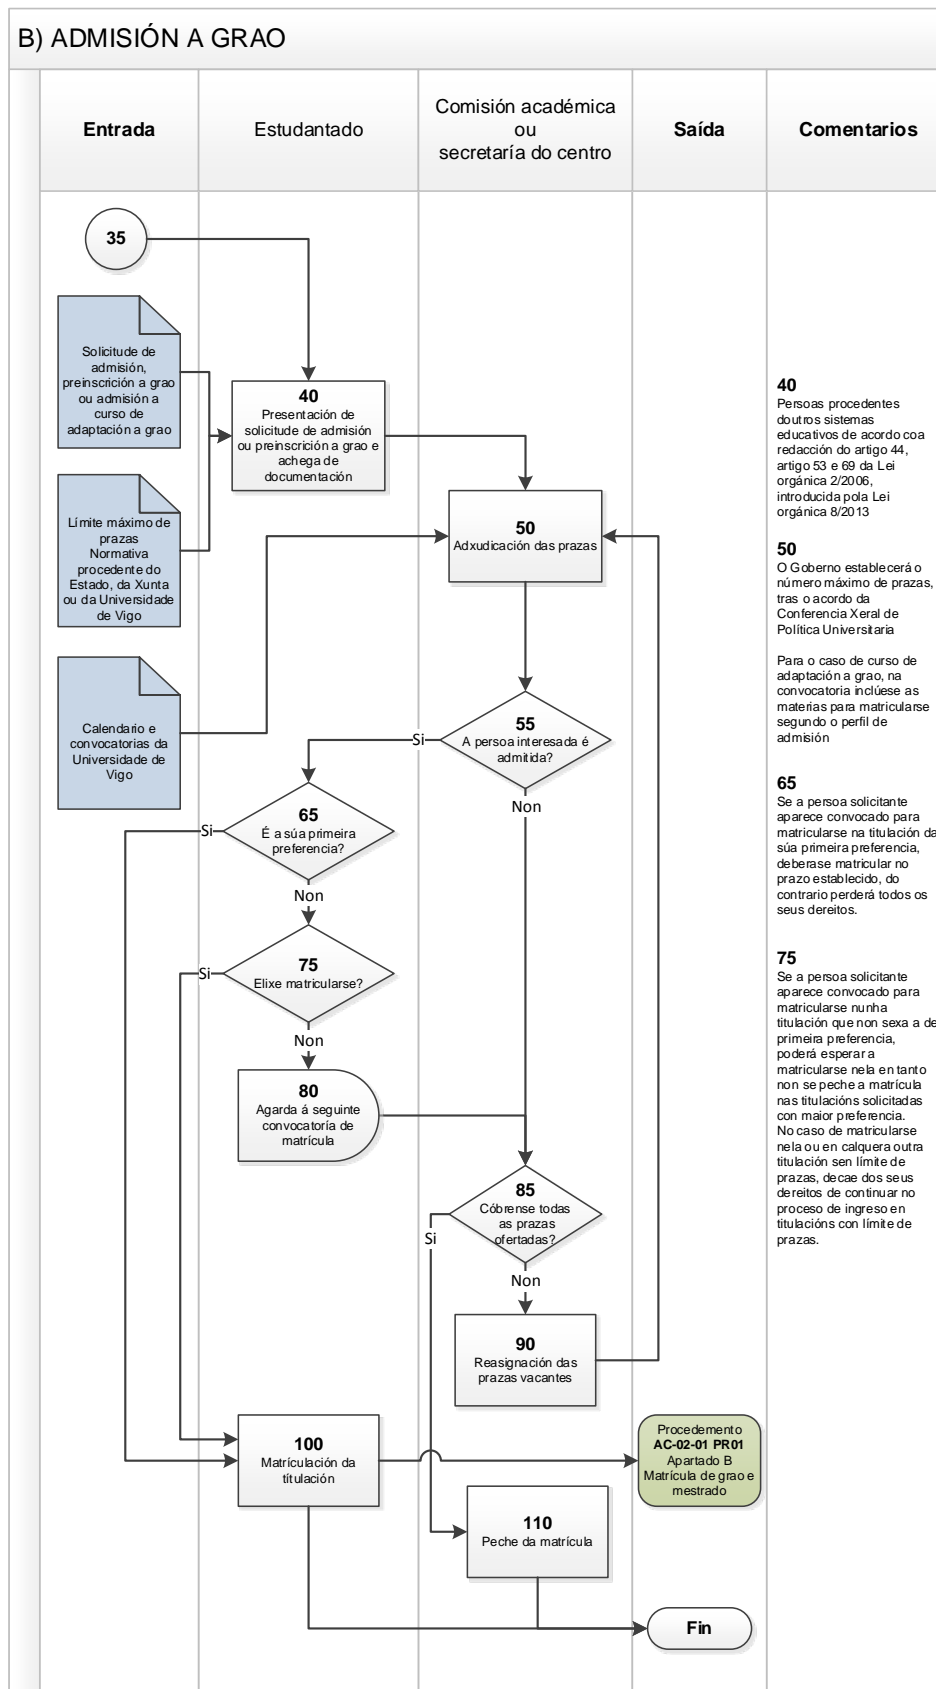 B) ADMISIÓN A GRAO
Entrada
Estudantado
Comisión académica
ou
secretaría do centro
Saída
Comentarios
35
Solicitude de
admisión,
preinscrición a grao
ou admisión a
curso de
adaptación a grao
40
Presentación de
solicitude de admisión
ou preinscrición a grao e
achega de
documentación
Límite máximo de
prazas
Normativa
procedente do
Estado, da Xunta
ou da Universidade
de Vigo
50
Adxudicación das prazas
Calendario e
convocatorias da
Universidade de
Vigo
55
A persoa interesada é
admitida?
Si
Non
65
É a súa primeira
preferencia?
Si
Non
75
Elixe matricularse?
Si
Non
80
Agarda á seguinte
convocatoría de
matrícula
85
Cóbrense todas
as prazas
ofertadas?
Si
Non
90
Reasignación das
prazas vacantes
100
Matrículación da
títulación
Procedemento
AC-02-01 PR01
Apartado B
Matrícula de grao e
mestrado
110
Peche da matrícula
Fin
40
Persoas procedentes
doutros sistemas
educativos de acordo coa
redacción do artigo 44,
artigo 53 e 69 da Lei
orgánica 2/2006,
introducida pola Lei
orgánica 8/2013
50
O Goberno establecerá o
número máximo de prazas,
tras o acordo da
Conferencia Xeral de
Política Universitaria
Para o caso de curso de
adaptación a grao, na
convocatoria inclúese as
materias para matricularse
segundo o perfil de
admisión
65
Se a persoa solicitante
aparece convocado para
matricularse na titulación da
súa primeira preferencia,
deberase matricular no
prazo establecido, do
contrario perderá todos os
seus dereitos.
75
Se a persoa solicitante
aparece convocado para
matricularse nunha
titulación que non sexa a de
primeira preferencia,
poderá esperar a
matricularse nela en tanto
non se peche a matrícula
nas titulacións solicitadas
con maior preferencia.
No caso de matricularse
nela ou en calquera outra
titulación sen límite de
prazas, decae dos seus
dereitos de continuar no
proceso de ingreso en
titulacións con límite de
prazas.